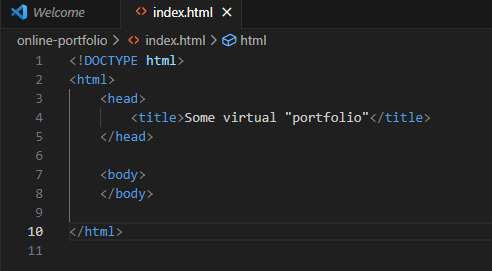 Welcome index.html
online-portfolio > index.html > html
1 <!DOCTYPE html>
2 <html>
3     <head>
4         <title>Some virtual "portfolio"</title>
5     </head>
6
7     <body>
8     </body>
9
10 </html>
11